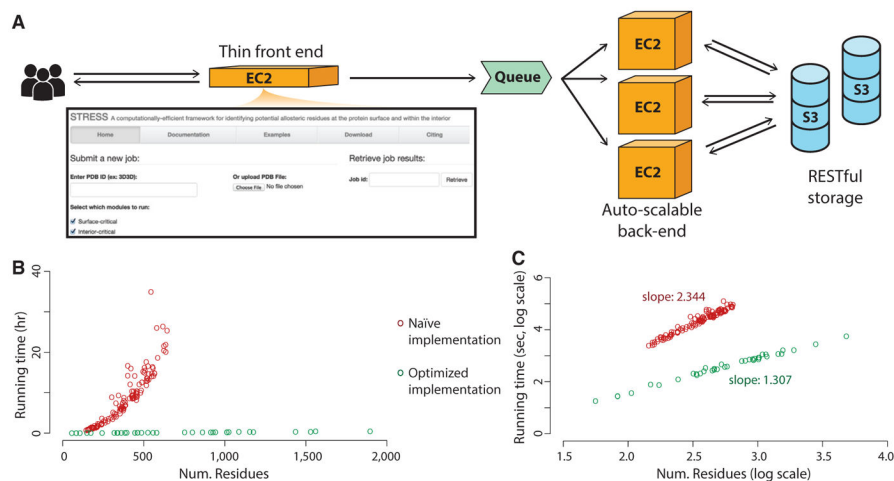 A
Thin front end
EC2
Queue
EC2
EC2
EC2
Auto-scalable
back-end
S3
S3
RESTful
storage
STRESS A computationally-efficient framework for identifying potential allosteric residues at the protein surface and within the interior
Home Documentation Examples Download Citing
Submit a new job:
Retrieve job results:
Enter PDB ID (ex: 3D3D):
Or upload PDB File:
Choose File No file chosen
Job id:
Retrieve
Select which modules to run:
Surface-critical
Interior-critical
B
Running time (hr)
40
20
0
0 500 1,000 1,500 2,000
Num. Residues
Naïve
implementation
Optimized
implementation
C
Running time (sec, log scale)
6
4
2
0
slope: 2.344
slope: 1.307
1.5 2.0 2.5 3.0 3.5 4.0
Num. Residues (log scale)